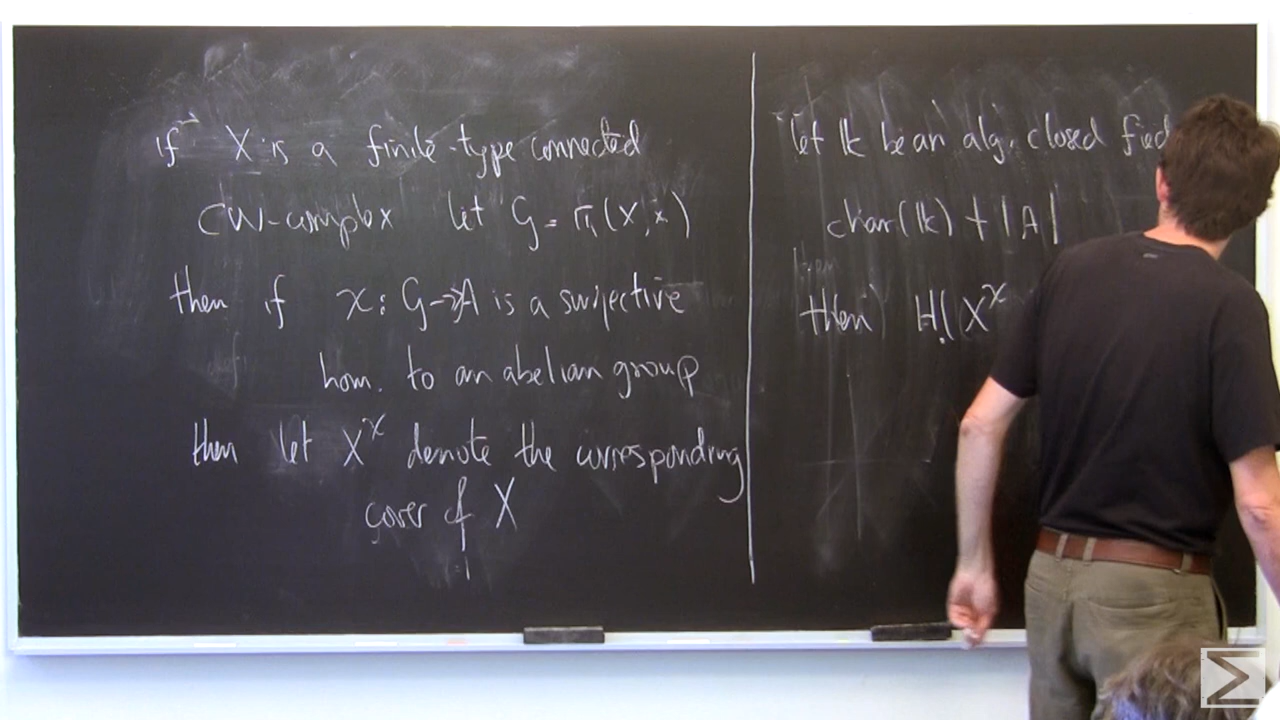 if X is a finite-type connected
CW-complex let G = π₁(X,x)
then if χ: G↠A is a surjective
hom. to an abelian group
then let X^χ denote the corresponding
cover of X
let 𝕜 be an alg. closed field
char(𝕜) ∤ |A|
then H.(X^χ